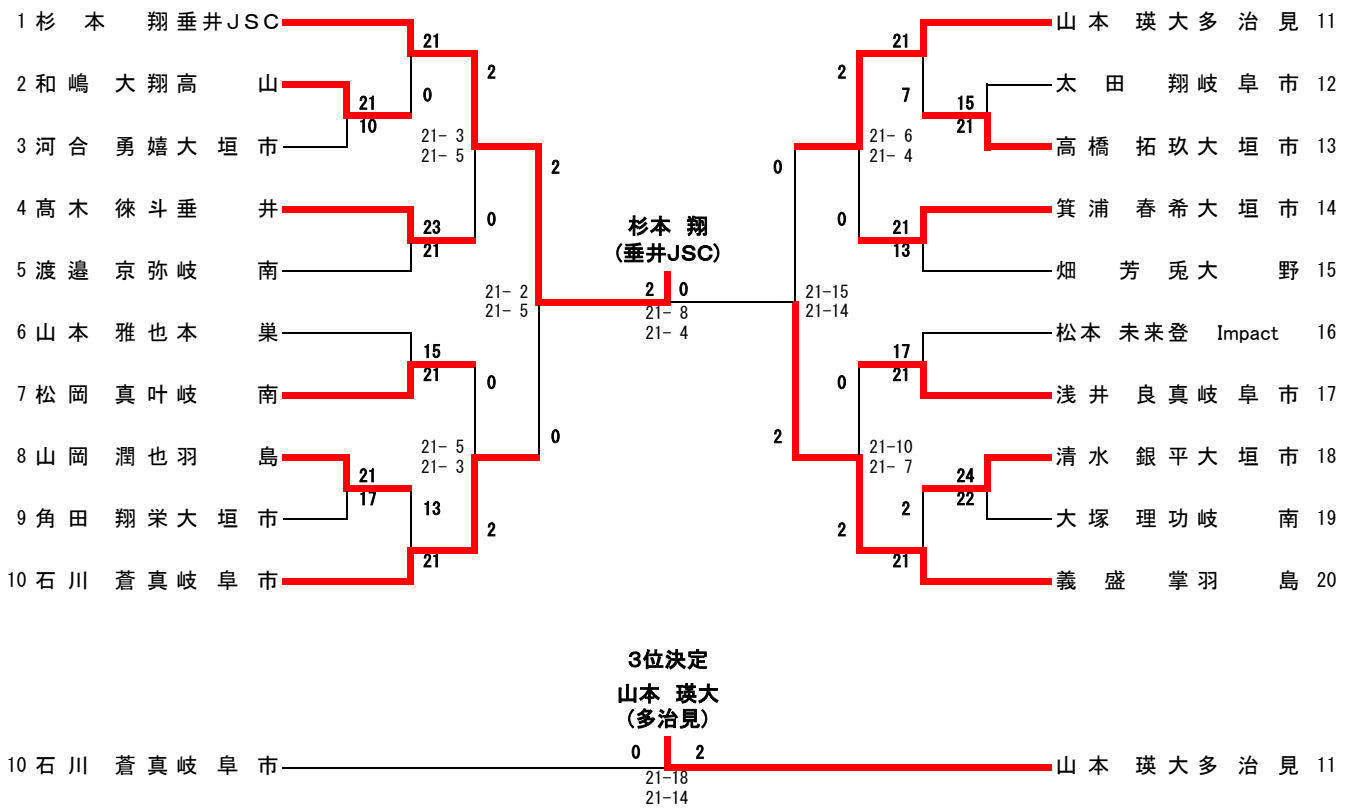 1 杉 本 翔 垂井JSC
21
2
2 和 嶋 大 翔 高 山
21
10
0
3 河 合 勇 嬉 大 垣 市
21- 3
21- 5
2
4 髙 木 徠 斗 垂 井
23
21
0
5 渡 邉 京 弥 岐 南
21- 2
21- 5
6 山 本 雅 也 本 巣
15
21
0
7 松 岡 真 叶 岐 南
8 山 岡 潤 也 羽 島
21
17
21- 5
21- 3
0
9 角 田 翔 栄 大 垣 市
13
2
21
10 石 川 蒼 真 岐 阜 市
杉本 翔
(垂井JSC)
2 0
21- 8
21- 4
山 本 瑛 大 多 治 見 11
21
2
太 田 翔 岐 阜 市 12
7
15
21
高 橋 拓 玖 大 垣 市 13
21- 6
21- 4
0
箕 浦 春 希 大 垣 市 14
0
21
13
畑 芳 兎 大 野 15
21-15
21-14
松本 未来登 Impact 16
17
21
0
浅 井 良 真 岐 阜 市 17
2
21-10
21- 7
清 水 銀 平 大 垣 市 18
24
22
2
大 塚 理 功 岐 南 19
2
21
義 盛 掌 羽 島 20
3位決定
山本 瑛大
(多治見)
0 2
10 石 川 蒼 真 岐 阜 市
山 本 瑛 大 多 治 見 11
21-18
21-14